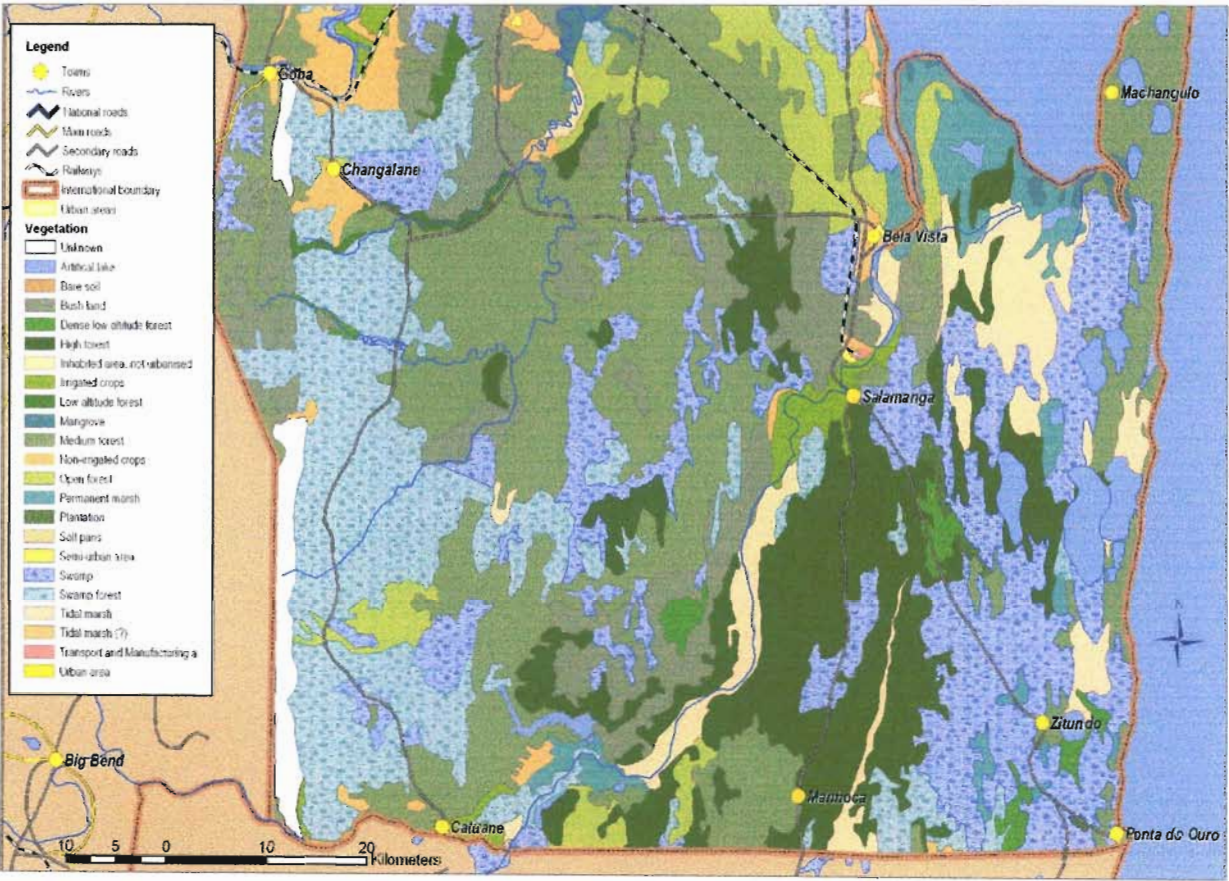 Legend
Towns
Rivers
National roads
Main roads
Secondary roads
Railways
International boundary
Urban areas
Vegetation
Unknown
Artifical lake
Bare soil
Bush land
Dense low altitude forest
High forest
Inhabited area, not urbanised
Irrigated crops
Low altitude forest
Mangrove
Medium forest
Non-irrigated crops
Open forest
Permanent marsh
Plantation
Salt pans
Semi-urban area
Swamp
Swamp forest
Tidal marsh
Tidal marsh (?)
Transport and Manufacturing a
Urban area
Goba
Machangulo
Changalane
Bela Vista
Salamanga
N
Zitundo
Big Bend
Manhoca
Catuane
Ponta do Ouro
10 5 0 10 20
Kilometers